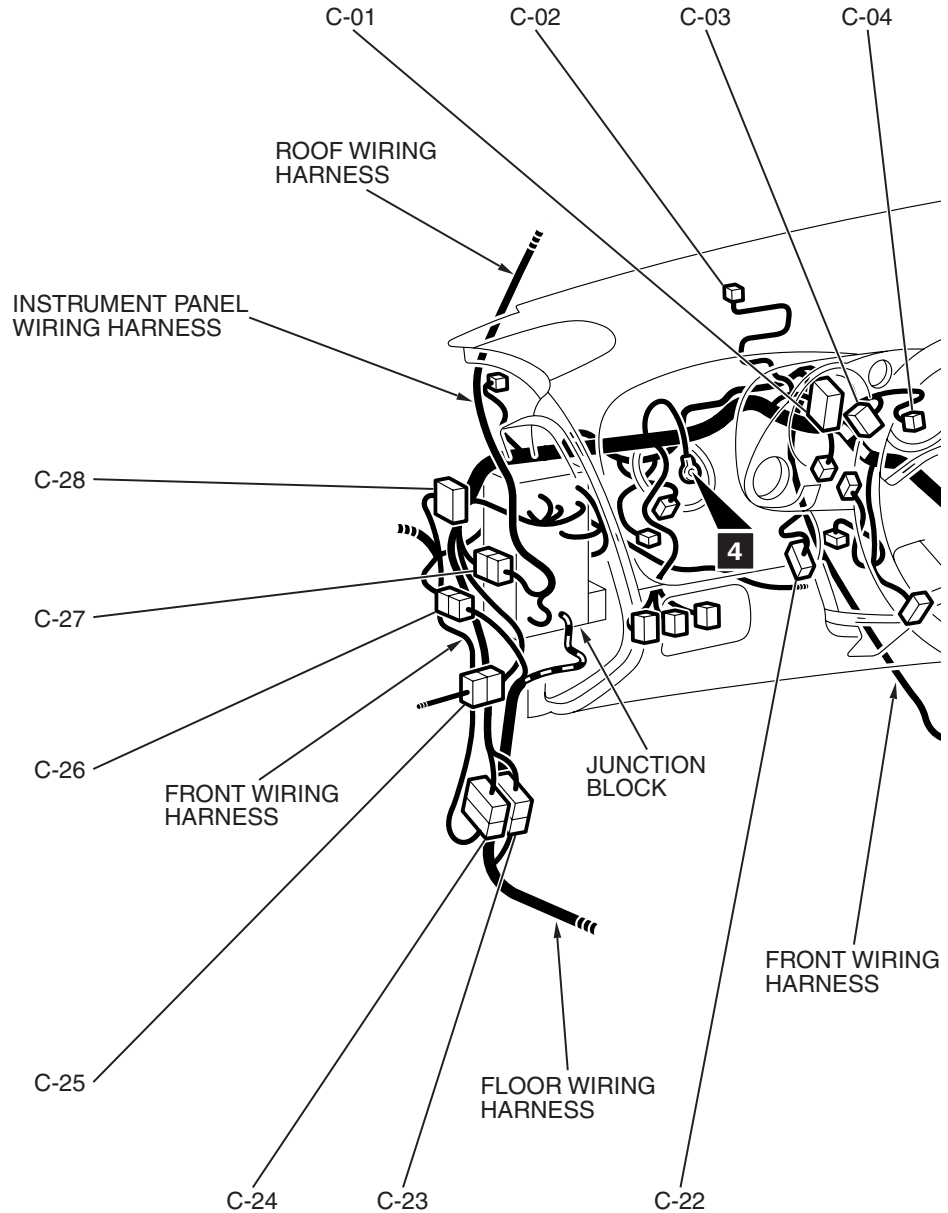 C-01
C-02
C-03
C-04
ROOF WIRING
HARNESS
INSTRUMENT PANEL
WIRING HARNESS
C-28
4
C-27
C-26
FRONT WIRING
HARNESS
JUNCTION
BLOCK
FRONT WIRING
HARNESS
C-25
FLOOR WIRING
HARNESS
C-24
C-23
C-22